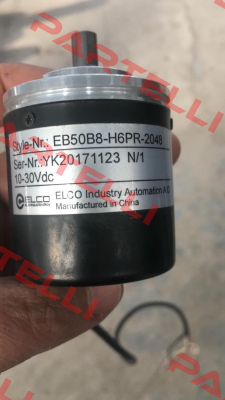 PARTELLI
Style-Nr.: EB50B8-H6PR-2048
Ser-Nr.:YK20171123 N/1
10-30Vdc
ELCO
ELCO Industry Automation AG
Manufactured in China